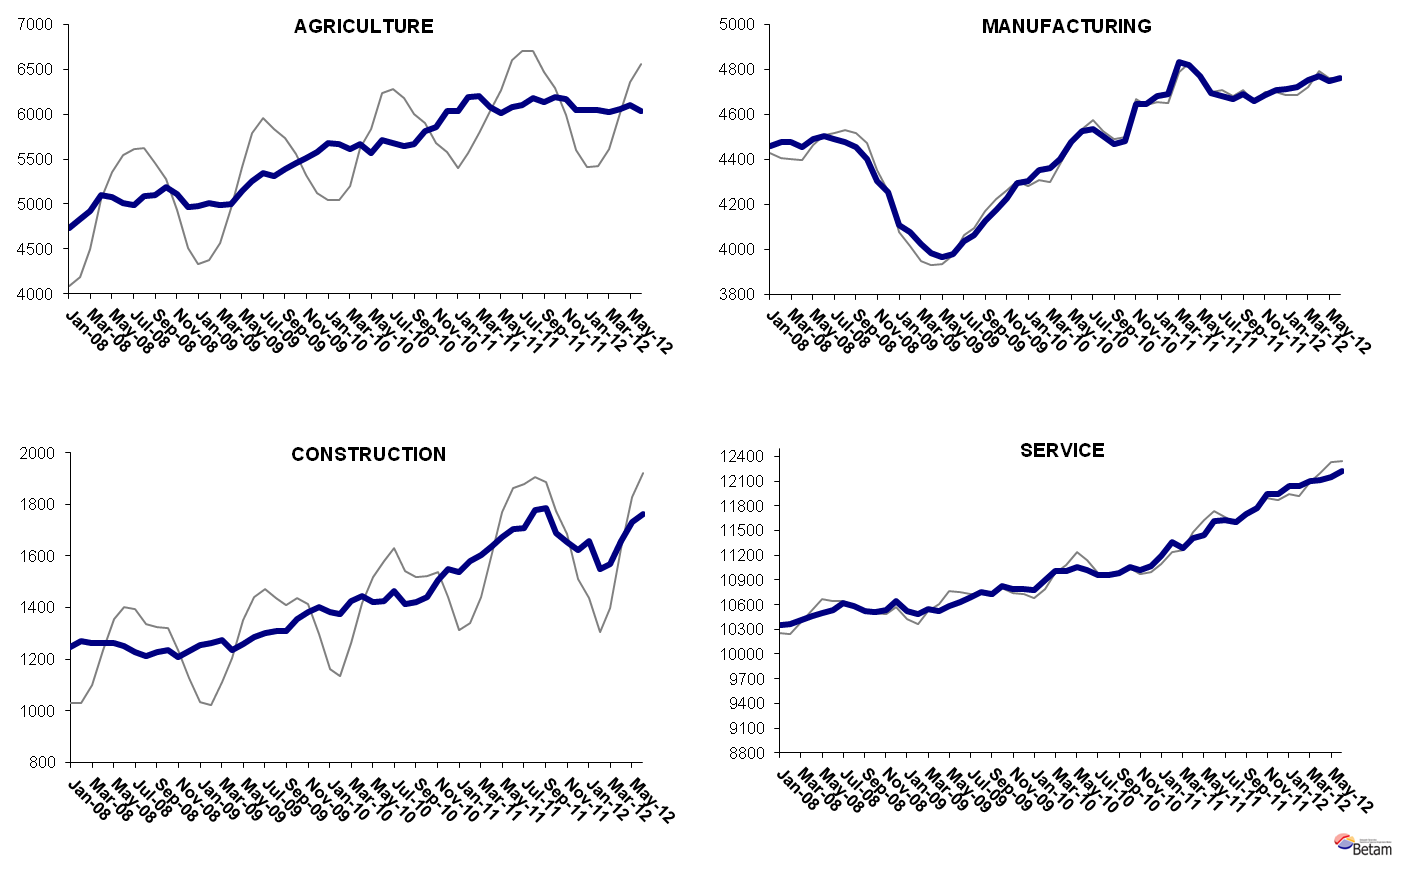 AGRICULTURE
7000
6500
6000
5500
5000
4500
4000
Jan-08
Mar-08
May-08
Jul-08
Sep-08
Nov-08
Jan-09
Mar-09
May-09
Jul-09
Sep-09
Nov-09
Jan-10
Mar-10
May-10
Jul-10
Sep-10
Nov-10
Jan-11
Mar-11
May-11
Jul-11
Sep-11
Nov-11
Jan-12
Mar-12
May-12
MANUFACTURING
5000
4800
4600
4400
4200
4000
3800
Jan-08
Mar-08
May-08
Jul-08
Sep-08
Nov-08
Jan-09
Mar-09
May-09
Jul-09
Sep-09
Nov-09
Jan-10
Mar-10
May-10
Jul-10
Sep-10
Nov-10
Jan-11
Mar-11
May-11
Jul-11
Sep-11
Nov-11
Jan-12
Mar-12
May-12
CONSTRUCTION
2000
1800
1600
1400
1200
1000
800
Jan-08
Mar-08
May-08
Jul-08
Sep-08
Nov-08
Jan-09
Mar-09
May-09
Jul-09
Sep-09
Nov-09
Jan-10
Mar-10
May-10
Jul-10
Sep-10
Nov-10
Jan-11
Mar-11
May-11
Jul-11
Sep-11
Nov-11
Jan-12
Mar-12
May-12
SERVICE
12400
12100
11800
11500
11200
10900
10600
10300
10000
9700
9400
9100
8800
Jan-08
Mar-08
May-08
Jul-08
Sep-08
Nov-08
Jan-09
Mar-09
May-09
Jul-09
Sep-09
Nov-09
Jan-10
Mar-10
May-10
Jul-10
Sep-10
Nov-10
Jan-11
Mar-11
May-11
Jul-11
Sep-11
Nov-11
Jan-12
Mar-12
May-12
Betam